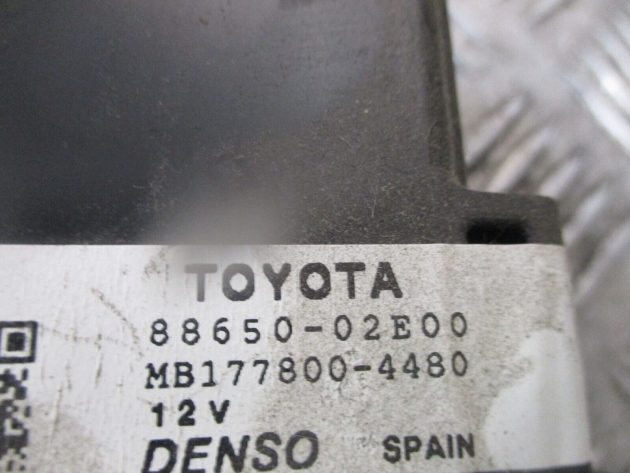 TOYOTA
88650-02E00
MB177800-4480
12V
DENSO SPAIN